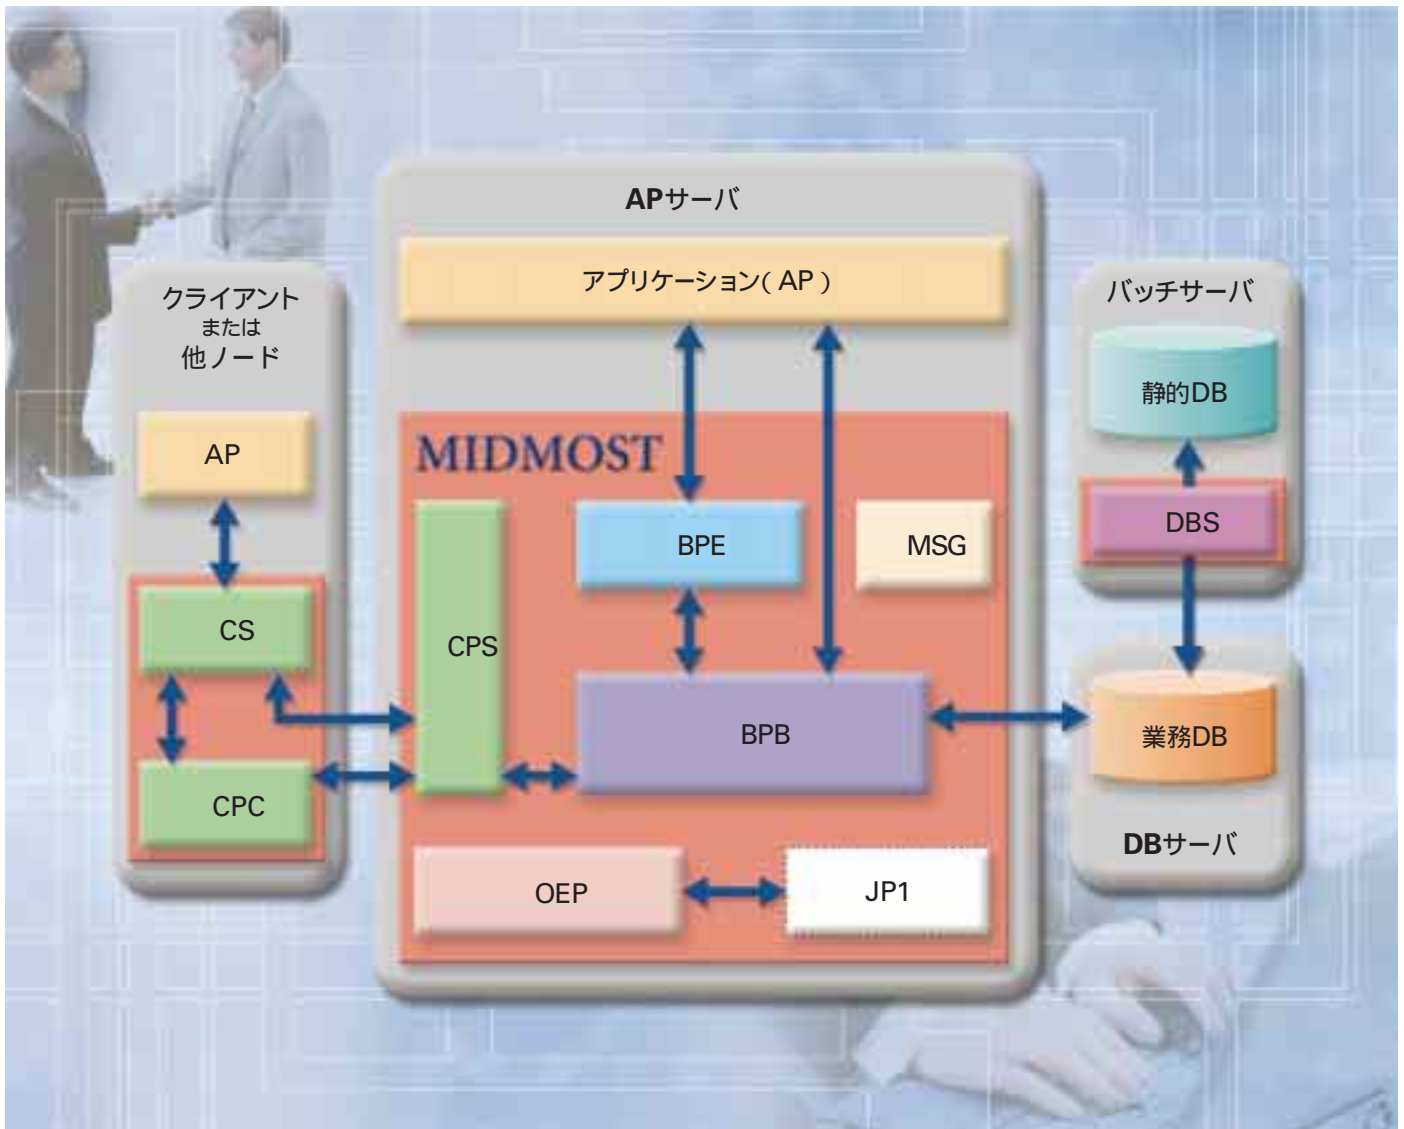 APサーバ
アプリケーション( AP )
クライアント
または
他ノード
AP
CS
CPC
MIDMOST
CPS
BPE
MSG
BPB
OEP
JP1
バッチサーバ
静的DB
DBS
業務DB
DBサーバ